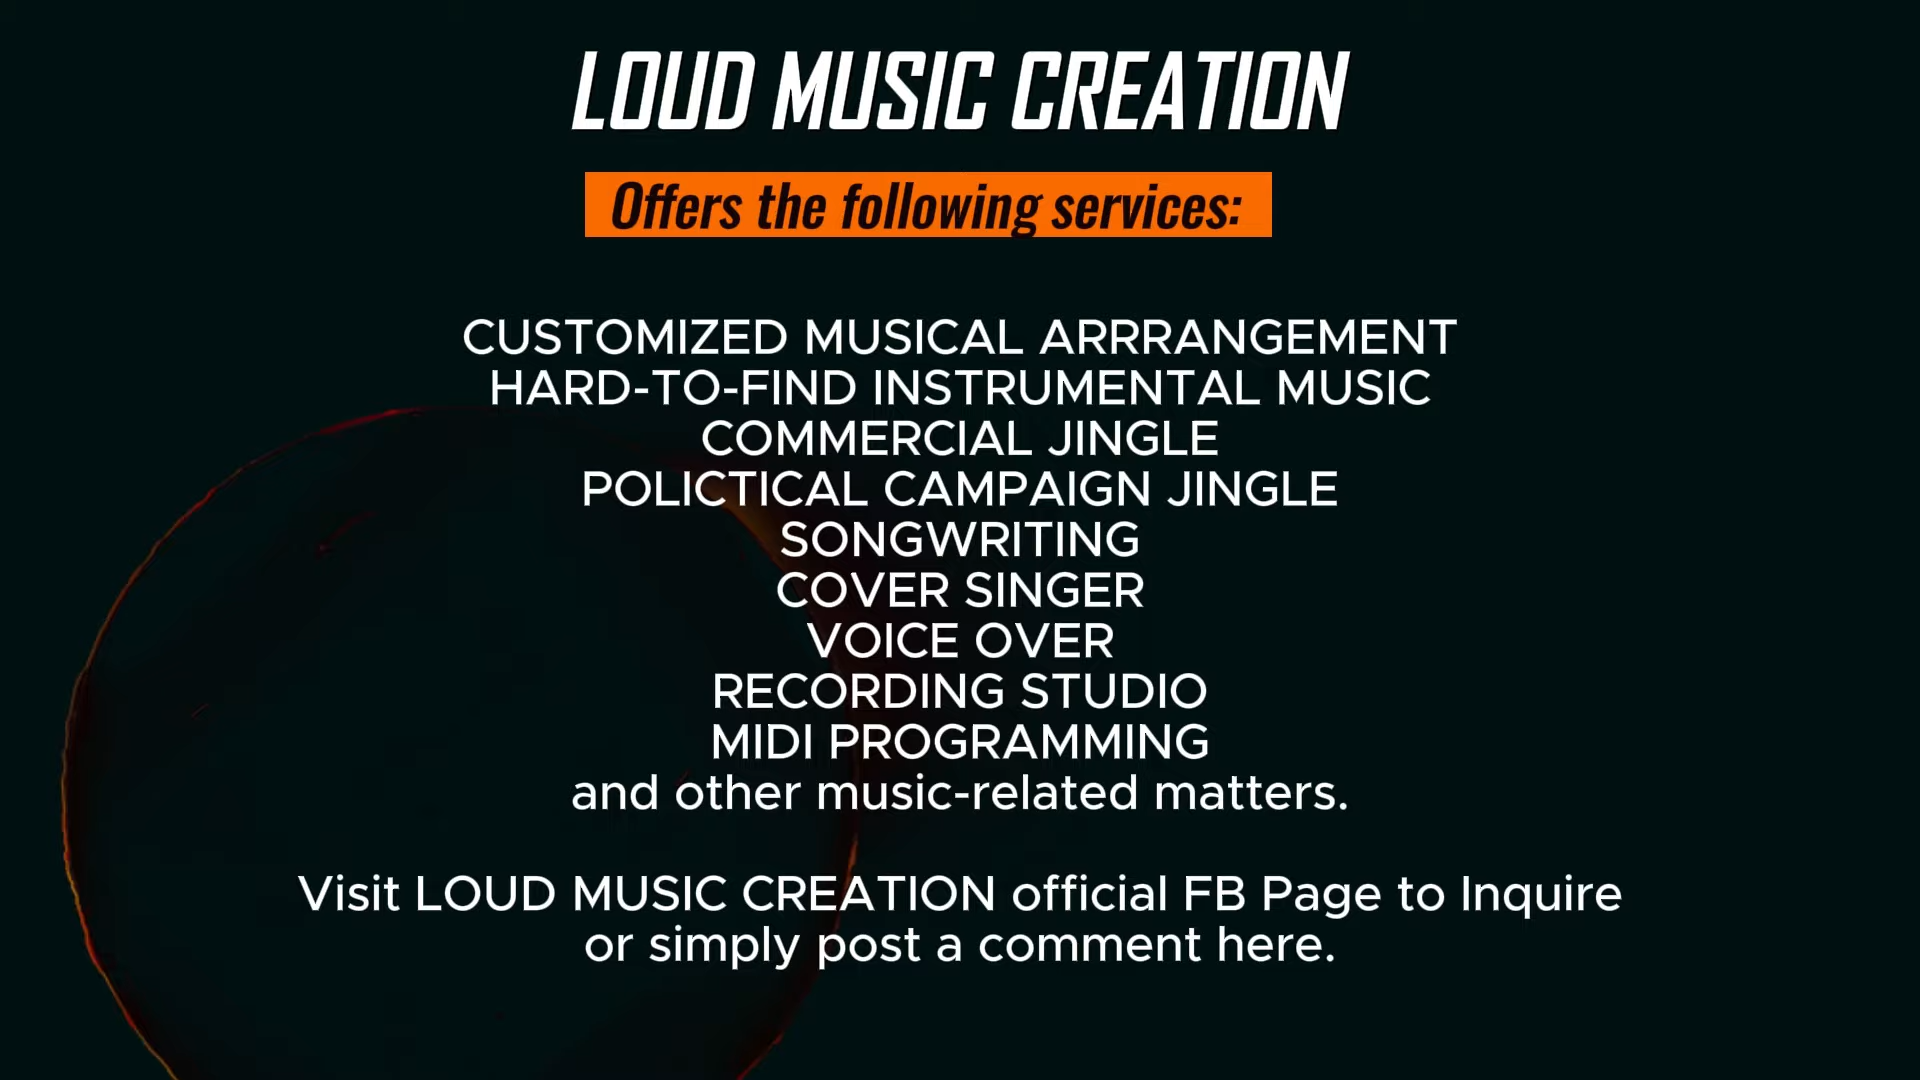 LOUD MUSIC CREATION
Offers the following services:
CUSTOMIZED MUSICAL ARRRANGEMENT
HARD-TO-FIND INSTRUMENTAL MUSIC
COMMERCIAL JINGLE
POLICTICAL CAMPAIGN JINGLE
SONGWRITING
COVER SINGER
VOICE OVER
RECORDING STUDIO
MIDI PROGRAMMING
and other music-related matters.
Visit LOUD MUSIC CREATION official FB Page to Inquire
or simply post a comment here.